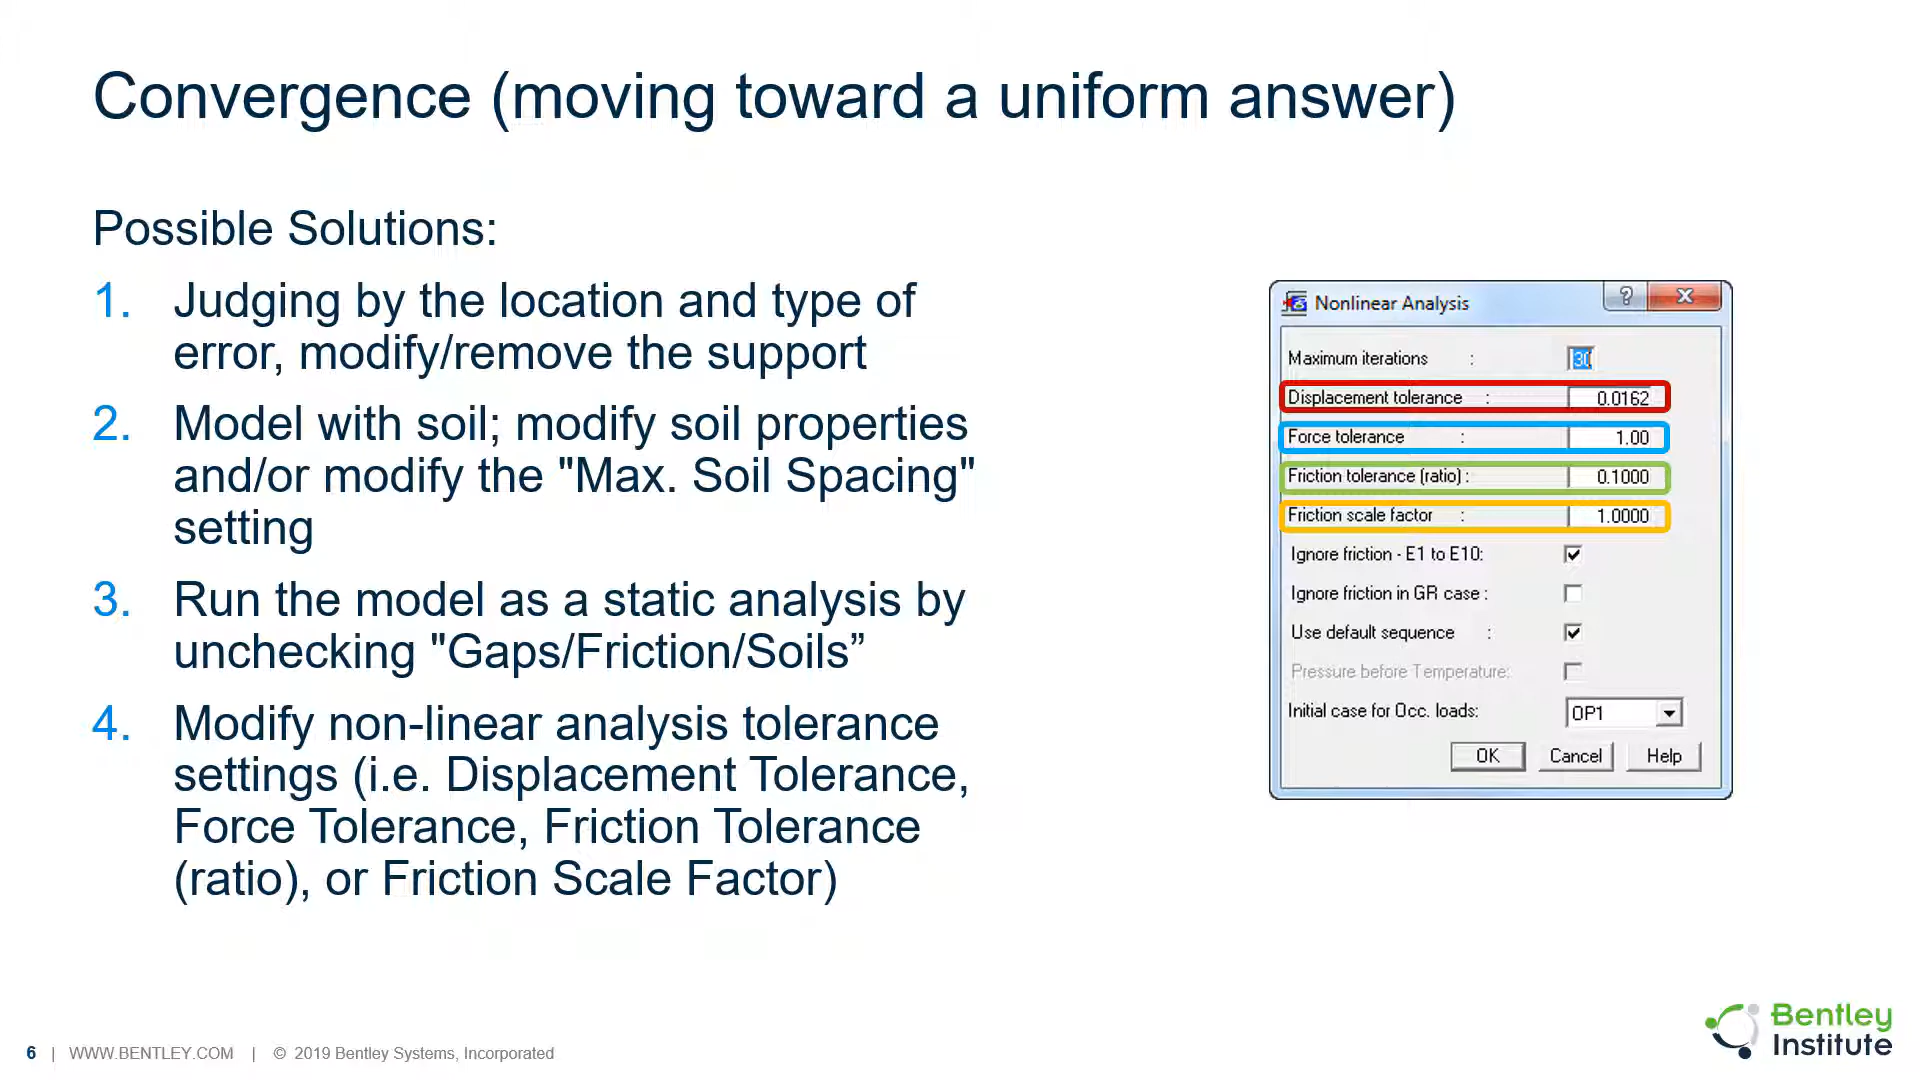 Convergence (moving toward a uniform answer)
Possible Solutions:
1. Judging by the location and type of
error, modify/remove the support
2. Model with soil; modify soil properties
and/or modify the "Max. Soil Spacing"
setting
3. Run the model as a static analysis by
unchecking "Gaps/Friction/Soils”
4. Modify non-linear analysis tolerance
settings (i.e. Displacement Tolerance,
Force Tolerance, Friction Tolerance
(ratio), or Friction Scale Factor)
Nonlinear Analysis
Maximum iterations : 30
Displacement tolerance : 0.0162
Force tolerance : 1.00
Friction tolerance (ratio) : 0.1000
Friction scale factor : 1.0000
Ignore friction - E1 to E10:
Ignore friction in GR case :
Use default sequence :
Pressure before Temperature:
Initial case for Occ. loads: OP1
OK Cancel Help
6 | WWW.BENTLEY.COM | © 2019 Bentley Systems, Incorporated
Bentley
Institute